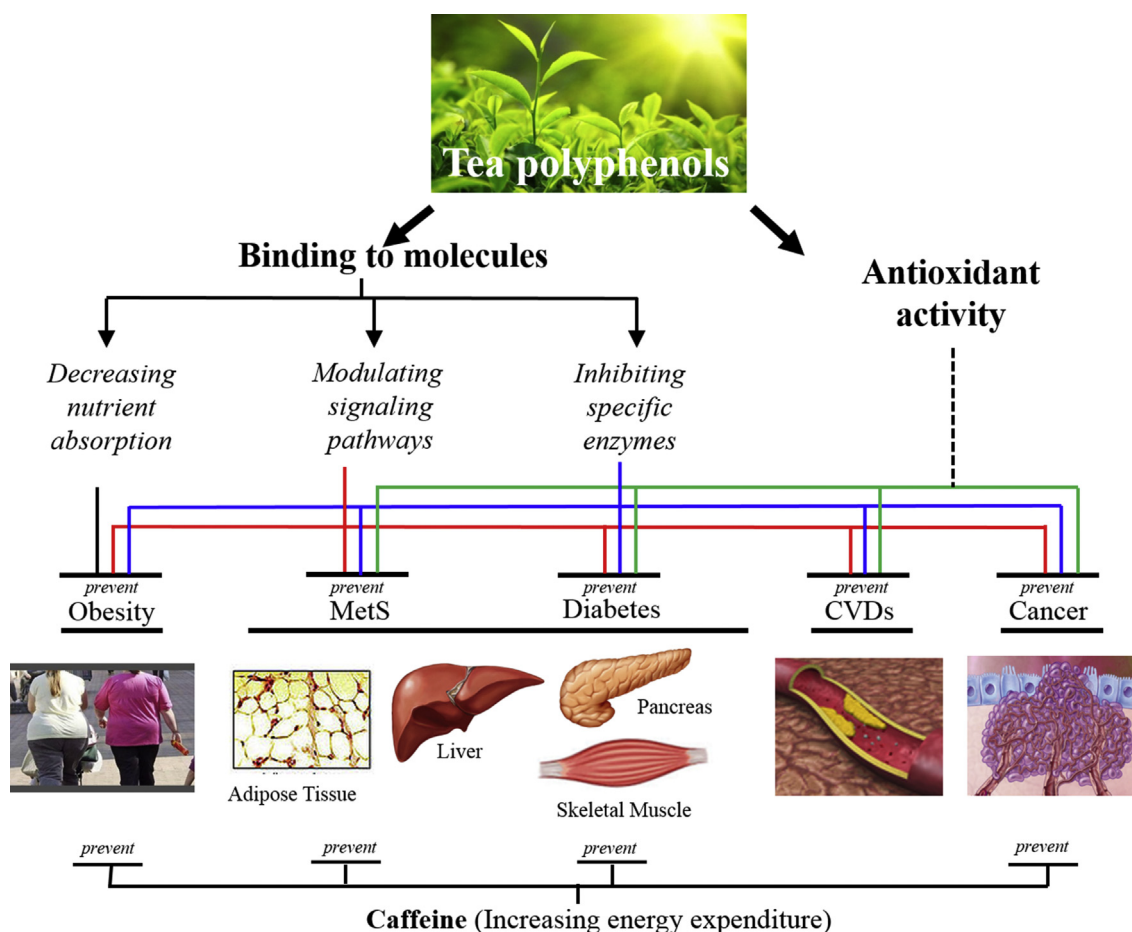 Tea polyphenols
Binding to molecules
Antioxidant
activity
Decreasing
nutrient
absorption
Modulating
signaling
pathways
Inhibiting
specific
enzymes
prevent
Obesity
prevent
MetS
prevent
Diabetes
prevent
CVDs
prevent
Cancer
Adipose Tissue
Liver
Pancreas
Skeletal Muscle
prevent
prevent
prevent
prevent
Caffeine (Increasing energy expenditure)